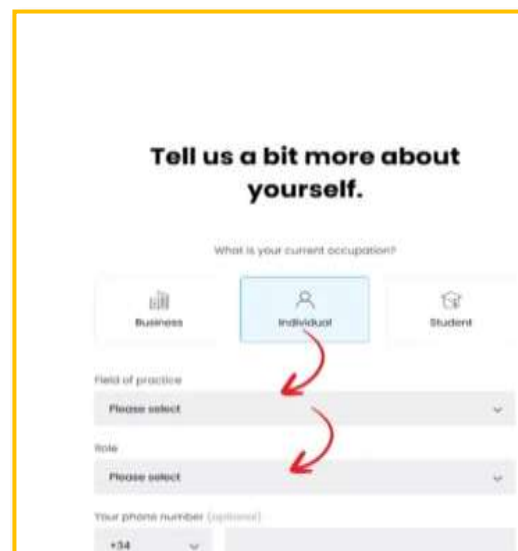 Tell us a bit more about
yourself.
What is your current occupation?
Business
Individual
Student
Field of practice
Please select
Role
Please select
Your phone number (optional)
+34